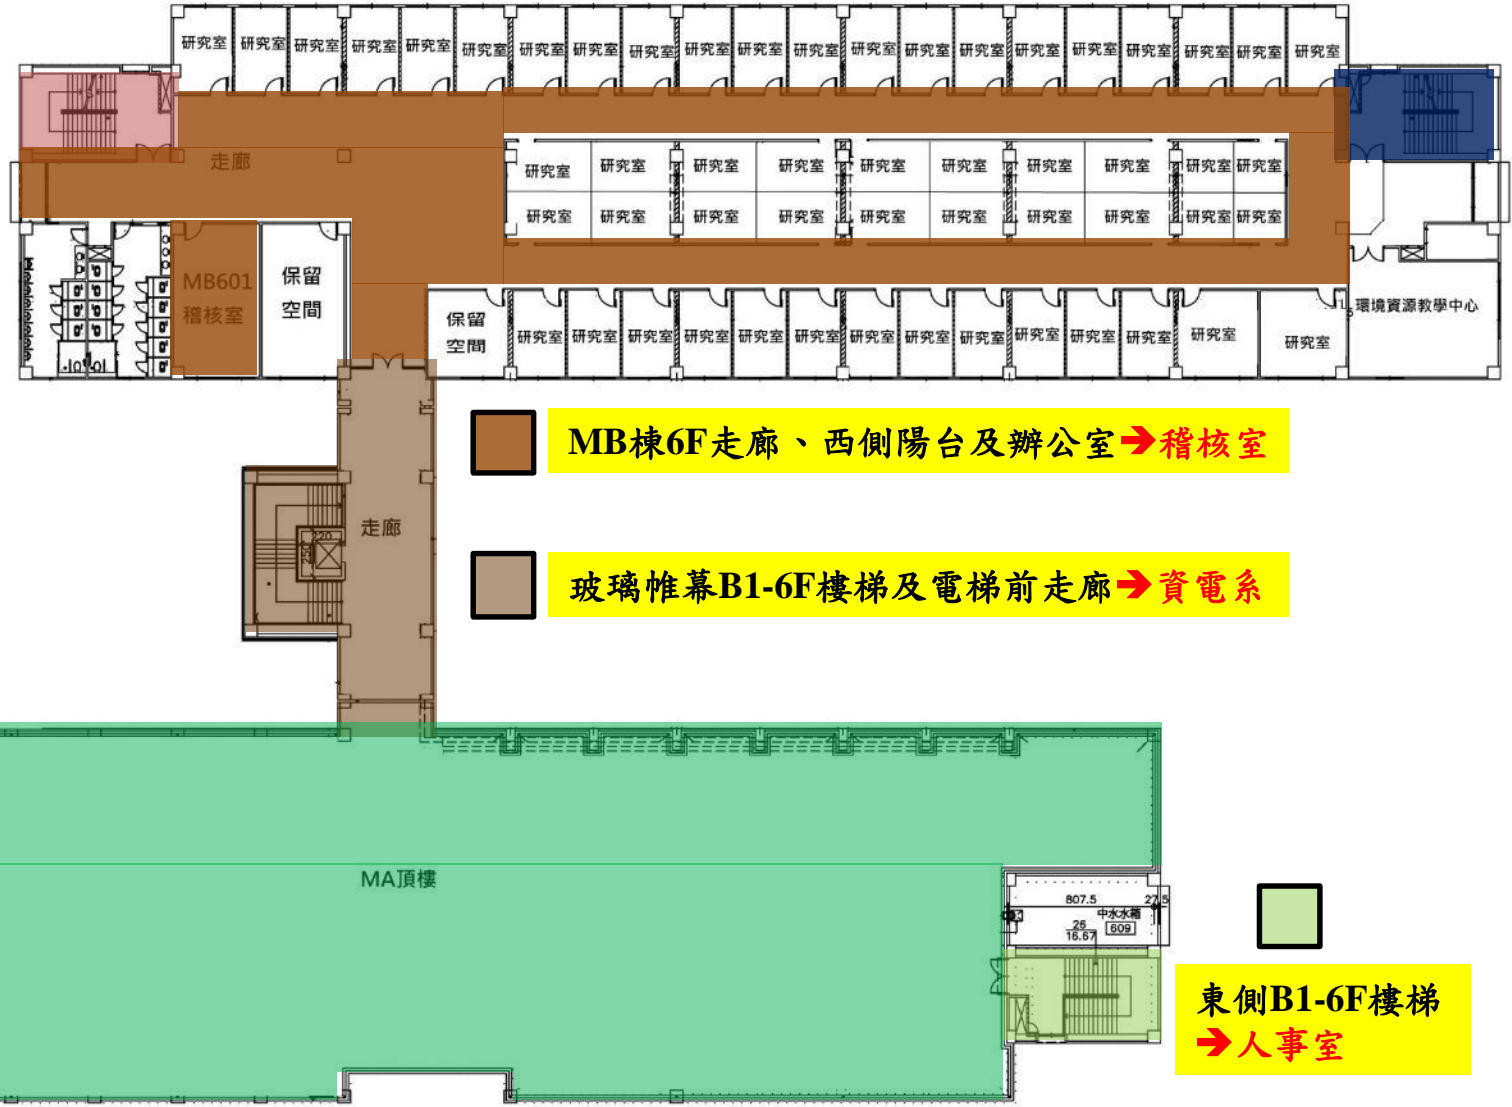 研究室 研究室 研究室 研究室 研究室 研究室 研究室 研究室 研究室 研究室 研究室 研究室 研究室 研究室 研究室 研究室 研究室 研究室 研究室 研究室 研究室
走廊
研究室 研究室 研究室 研究室 研究室 研究室 研究室 研究室 研究室 研究室
研究室 研究室 研究室 研究室 研究室 研究室 研究室 研究室 研究室 研究室
MB601
稽核室
保留
空間
保留
空間
研究室 研究室 研究室 研究室 研究室 研究室 研究室 研究室 研究室 研究室 研究室 研究室 研究室 研究室
環境資源教學中心
MB棟6F走廊、西側陽台及辦公室➔稽核室
走廊
220
250
玻璃帷幕B1-6F樓梯及電梯前走廊➔資電系
MA頂樓
807.5
27.5
中水水箱
609
26
16.67
東側B1-6F樓梯
➔人事室